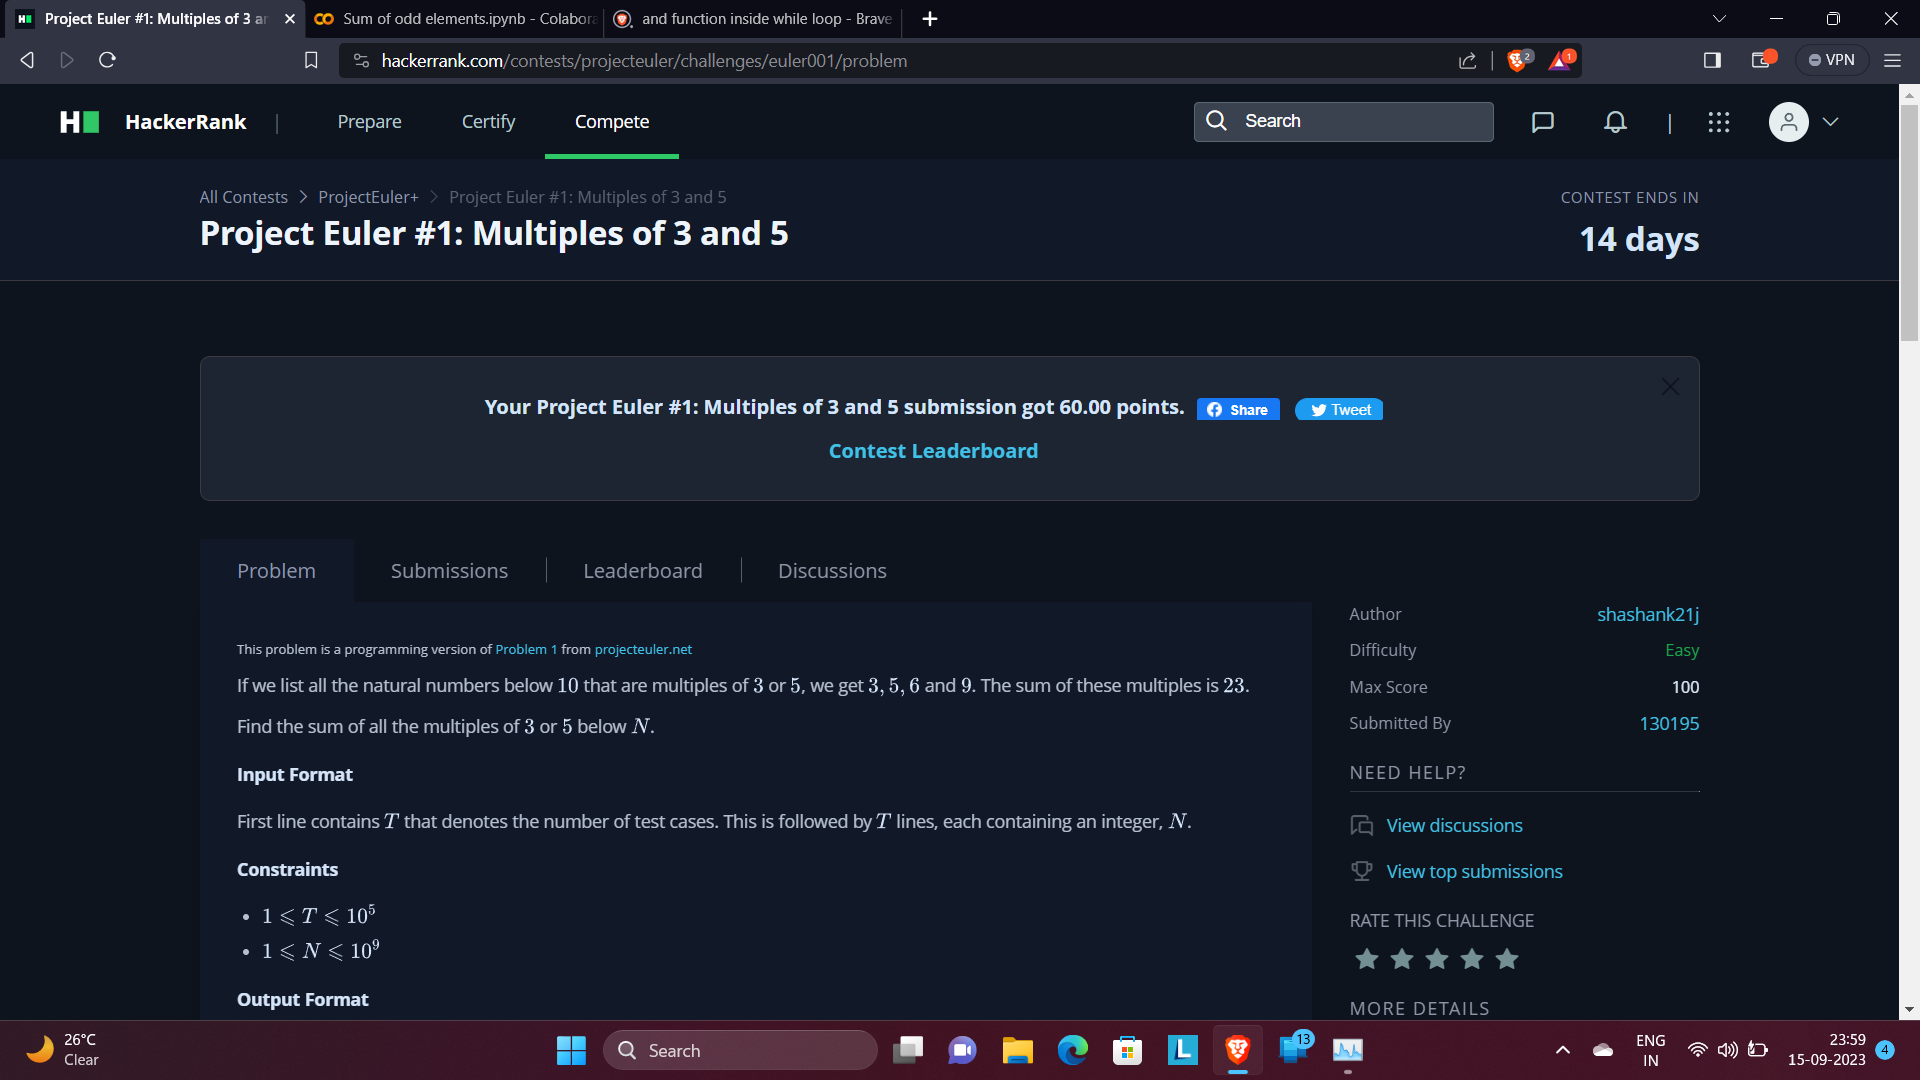 Project Euler #1: Multiples of 3 ar
Sum of odd elements.ipynb - Colabora
and function inside while loop - Brave
hackerrank.com/contests/projecteuler/challenges/euler001/problem
2
1
VPN
H
HackerRank
|
Prepare
Certify
Compete
Search
|
All Contests > ProjectEuler+ > Project Euler #1: Multiples of 3 and 5
CONTEST ENDS IN
Project Euler #1: Multiples of 3 and 5
14 days
Your Project Euler #1: Multiples of 3 and 5 submission got 60.00 points.
Share
Tweet
Contest Leaderboard
Problem
Submissions
Leaderboard
Discussions
This problem is a programming version of Problem 1 from projecteuler.net
If we list all the natural numbers below 10 that are multiples of 3 or 5, we get 3, 5, 6 and 9. The sum of these multiples is 23.
Find the sum of all the multiples of 3 or 5 below N.
Input Format
First line contains T that denotes the number of test cases. This is followed by T lines, each containing an integer, N.
Constraints
• 1 ⩽ T ⩽ 10⁵
• 1 ⩽ N ⩽ 10⁹
Output Format
Author shashank21j
Difficulty Easy
Max Score 100
Submitted By 130195
NEED HELP?
View discussions
View top submissions
RATE THIS CHALLENGE
MORE DETAILS
26°C
Clear
Search
L
13
ENG
IN
23:59
15-09-2023
4